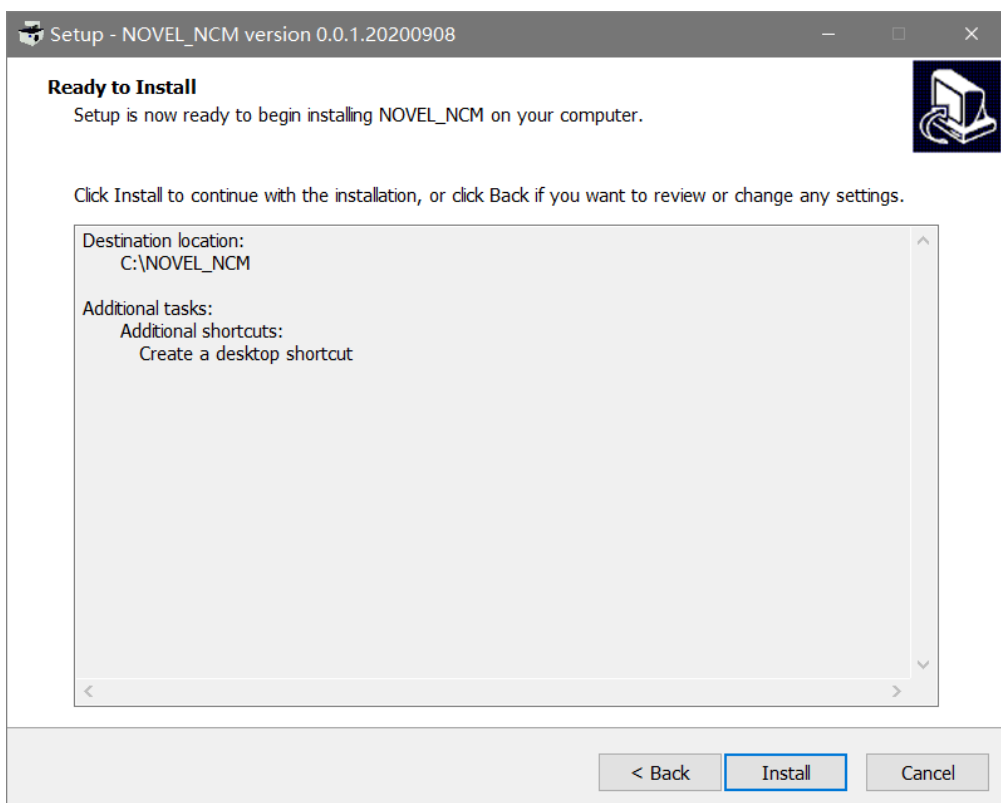 Setup - NOVEL_NCM version 0.0.1.20200908
Ready to Install
Setup is now ready to begin installing NOVEL_NCM on your computer.
Click Install to continue with the installation, or click Back if you want to review or change any settings.
Destination location:
C:\NOVEL_NCM
Additional tasks:
Additional shortcuts:
Create a desktop shortcut
< Back
Install
Cancel